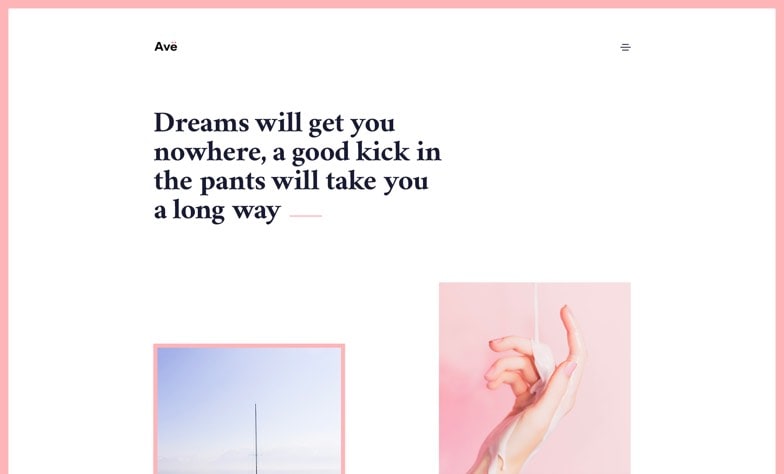 Avë
Dreams will get you
nowhere, a good kick in
the pants will take you
a long way